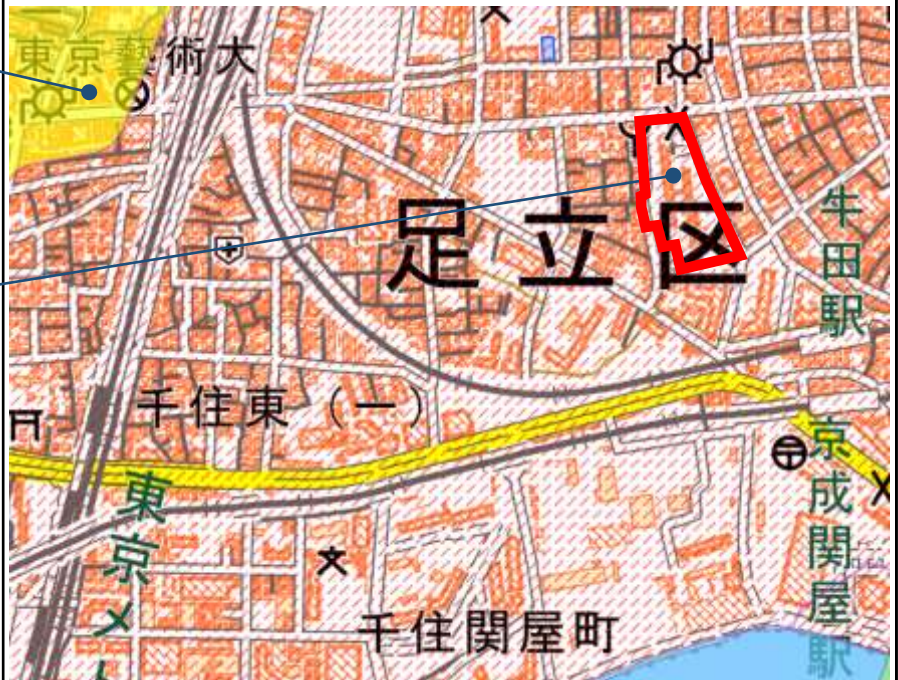 東京藝術大
足立区
牛田駅
千住東（一）
京成関屋駅
東京メ
千住関屋町